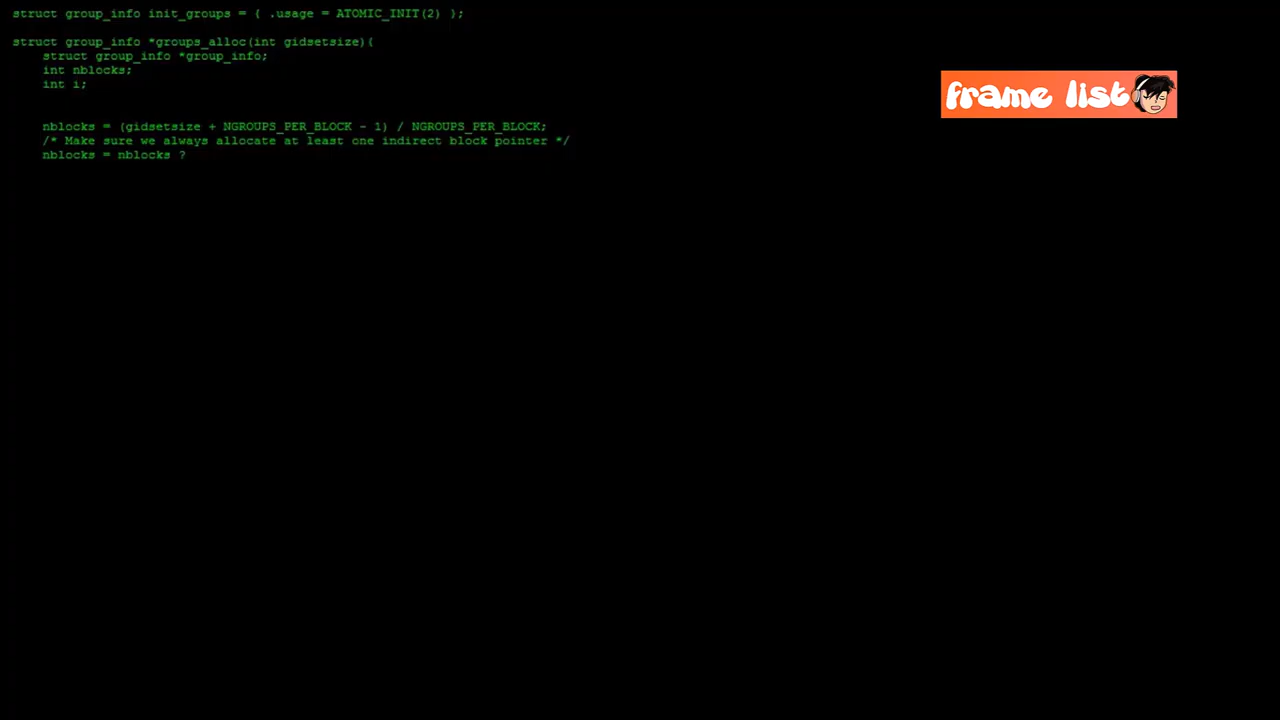 struct group_info init_groups = { .usage = ATOMIC_INIT(2) };
struct group_info *groups_alloc(int gidsetsize){
struct group_info *group_info;
int nblocks;
int i;
nblocks = (gidsetsize + NGROUPS_PER_BLOCK - 1) / NGROUPS_PER_BLOCK;
/* Make sure we always allocate at least one indirect block pointer */
nblocks = nblocks ?
frame list